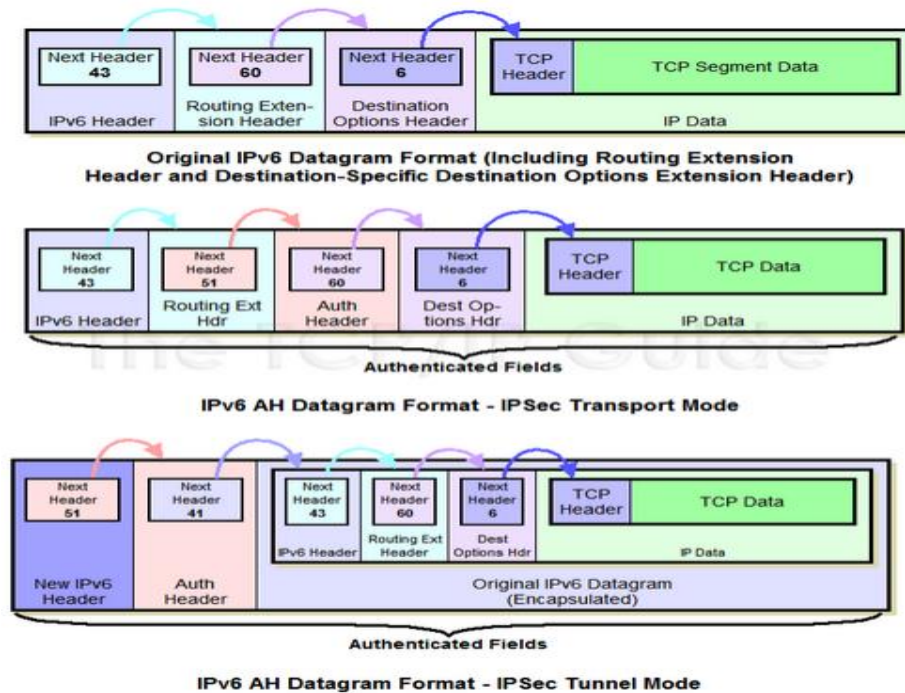 Next Header
43
Next Header
60
Next Header
6
TCP
Header
TCP Segment Data
IPv6 Header
Routing Exten-
sion Header
Destination
Options Header
IP Data
Original IPv6 Datagram Format (Including Routing Extension
Header and Destination-Specific Destination Options Extension Header)
Next
Header
43
Next
Header
51
Next
Header
60
Next
Header
6
TCP
Header
TCP Data
IPv6 Header
Routing Ext
Hdr
Auth
Header
Dest Op-
tions Hdr
IP Data
The TCP/IP Guide
Authenticated Fields
IPv6 AH Datagram Format - IPSec Transport Mode
Next
Header
51
Next
Header
41
Next
Header
43
Next
Header
60
Next
Header
6
TCP
Header
TCP Data
IPv6 Header
Routing Ext
Header
Dest
Options Hdr
IP Data
New IPv6
Header
Auth
Header
Original IPv6 Datagram
(Encapsulated)
Authenticated Fields
IPv6 AH Datagram Format - IPSec Tunnel Mode